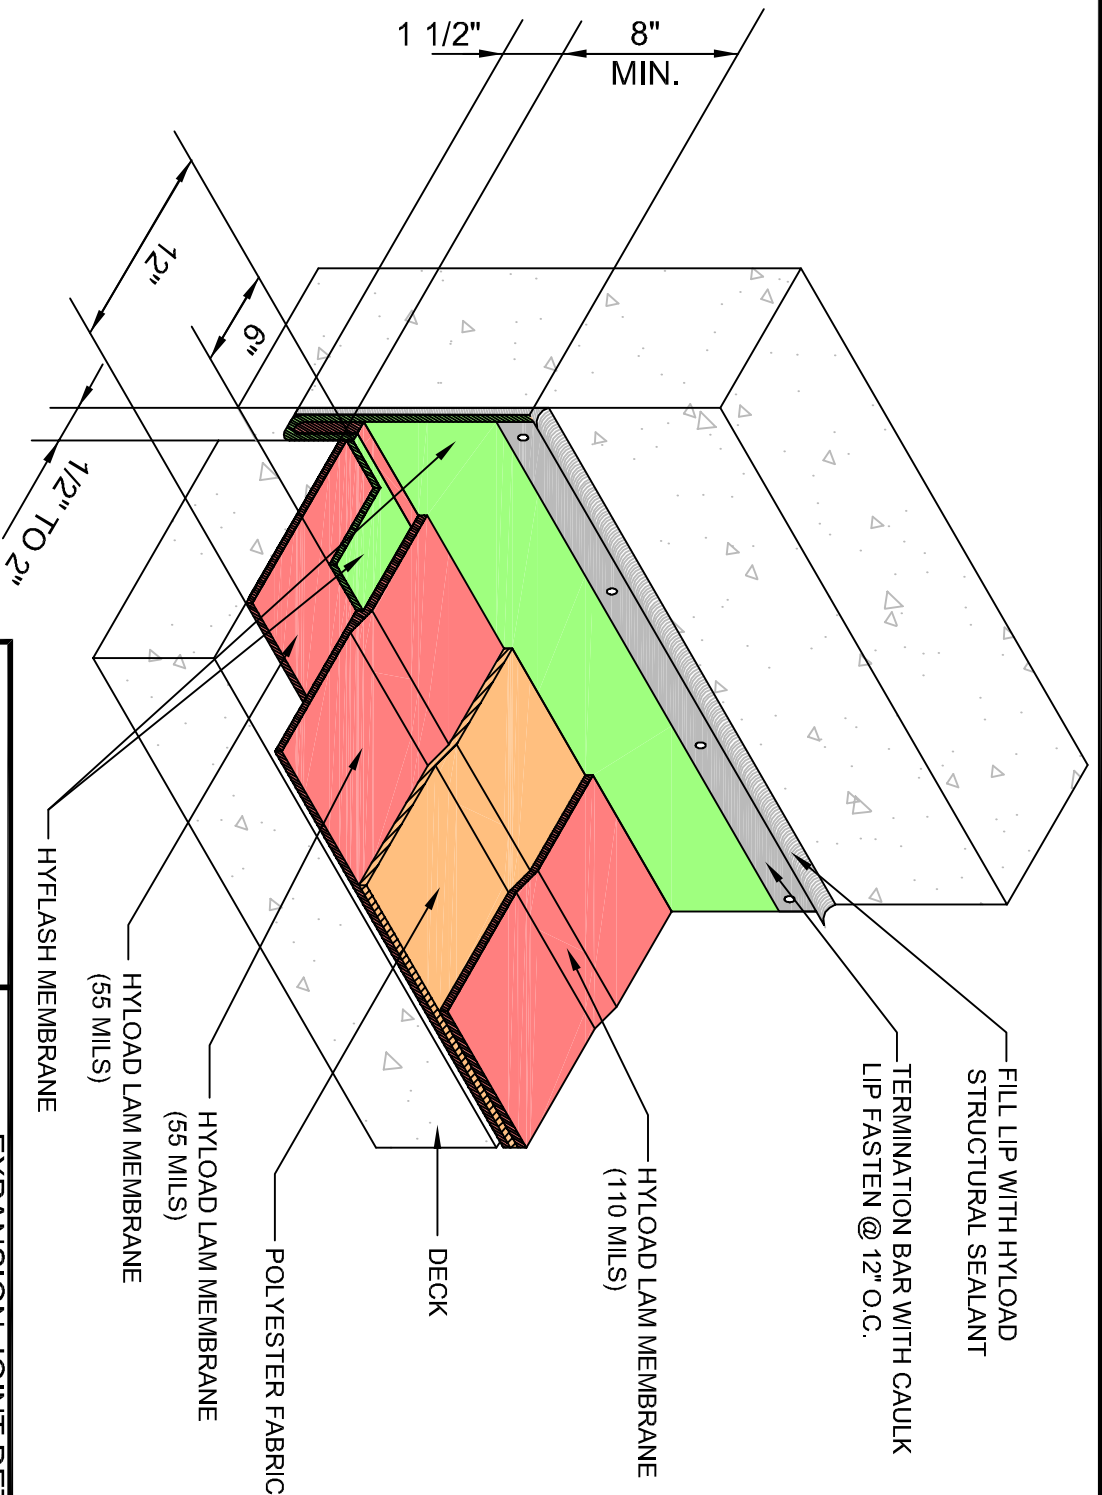 1 1/2"
8"
MIN.
12"
6"
1/2" TO 2"
FILL LIP WITH HYLOAD
STRUCTURAL SEALANT
TERMINATION BAR WITH CAULK
LIP FASTEN @ 12" O.C.
HYLOAD LAM MEMBRANE
(110 MILS)
DECK
POLYESTER FABRIC
HYLOAD LAM MEMBRANE
(55 MILS)
HYLOAD LAM MEMBRANE
(55 MILS)
HYFLASH MEMBRANE
EXPANSION JOINT